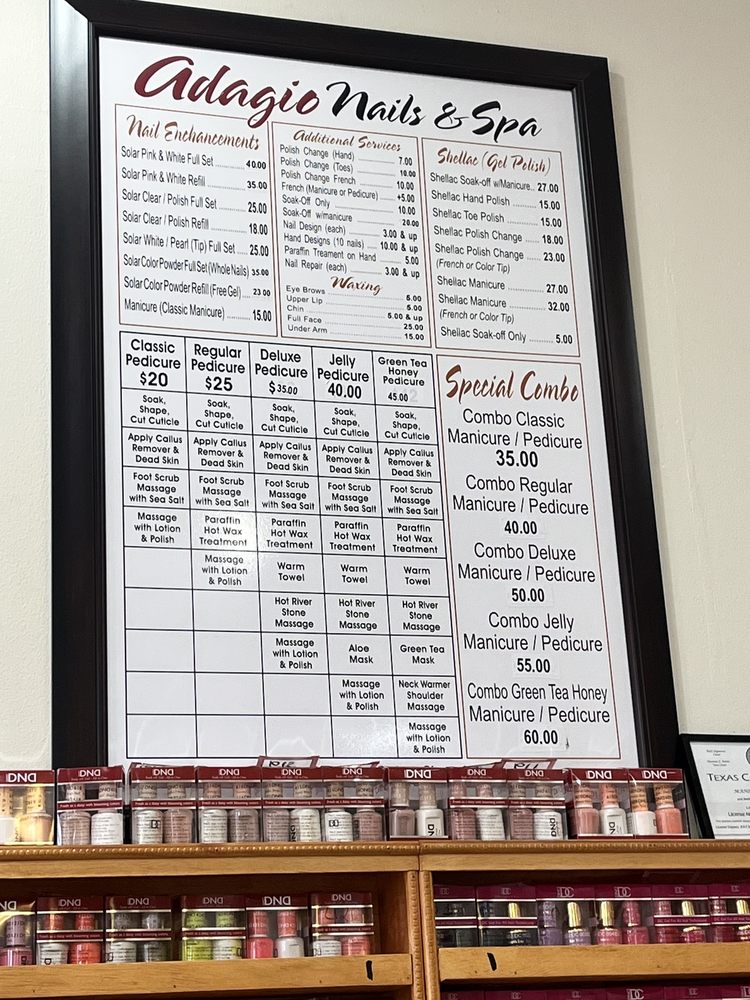 Adagio Nails & Spa
Nail Enchancements
Solar Pink & White Full Set 40.00
Solar Pink & White Refill 35.00
Solar Clear / Polish Full Set 25.00
Solar Clear / Polish Refill 18.00
Solar White / Pearl (Tip) Full Set 25.00
Solar Color Powder Full Set (Whole Nails) 35.00
Solar Color Powder Refill (Free Gel) 23.00
Manicure (Classic Manicure) 15.00
Additional Services
Polish Change (Hand) 7.00
Polish Change (Toes) 10.00
Polish Change French 10.00
French (Manicure or Pedicure) +5.00
Soak-Off Only 10.00
Soak-Off w/manicure 20.00
Nail Design (each) 3.00 & up
Hand Designs (10 nails) 10.00 & up
Paraffin Treament on Hand 5.00
Nail Repair (each) 3.00 & up
Waxing
Eye Brows 5.00
Upper Lip 5.00
Chin 5.00 & up
Full Face 25.00
Under Arm 15.00
Shellac (Gel Polish)
Shellac Soak-off w/Manicure.. 27.00
Shellac Hand Polish 15.00
Shellac Toe Polish 15.00
Shellac Polish Change 18.00
Shellac Polish Change 23.00
(French or Color Tip)
Shellac Manicure 27.00
Shellac Manicure 32.00
(French or Color Tip)
Shellac Soak-off Only 5.00
Classic
Pedicure
$20
Soak,
Shape,
Cut Cuticle
Apply Callus
Remover &
Dead Skin
Foot Scrub
Massage
with Sea Salt
Massage
with Lotion
& Polish
Regular
Pedicure
$25
Soak,
Shape,
Cut Cuticle
Apply Callus
Remover &
Dead Skin
Foot Scrub
Massage
with Sea Salt
Paraffin
Hot Wax
Treatment
Massage
with Lotion
& Polish
Deluxe
Pedicure
$35.00
Soak,
Shape,
Cut Cuticle
Apply Callus
Remover &
Dead Skin
Foot Scrub
Massage
with Sea Salt
Paraffin
Hot Wax
Treatment
Warm
Towel
Hot River
Stone
Massage
Massage
with Lotion
& Polish
Jelly
Pedicure
40.00
Soak,
Shape,
Cut Cuticle
Apply Callus
Remover &
Dead Skin
Foot Scrub
Massage
with Sea Salt
Paraffin
Hot Wax
Treatment
Warm
Towel
Hot River
Stone
Massage
Aloe
Mask
Massage
with Lotion
& Polish
Green Tea
Honey
Pedicure
45.00
Soak,
Shape,
Cut Cuticle
Apply Callus
Remover &
Dead Skin
Foot Scrub
Massage
with Sea Salt
Paraffin
Hot Wax
Treatment
Warm
Towel
Hot River
Stone
Massage
Green Tea
Mask
Neck Warmer
Shoulder
Massage
Massage
with Lotion
& Polish
Special Combo
Combo Classic
Manicure / Pedicure
35.00
Combo Regular
Manicure / Pedicure
40.00
Combo Deluxe
Manicure / Pedicure
50.00
Combo Jelly
Manicure / Pedicure
55.00
Combo Green Tea Honey
Manicure / Pedicure
60.00
TEXAS
DND DND DND DND DND DND DND DND DND DND DND
DND DND DND DND DND DND
DC DC DC DC DC